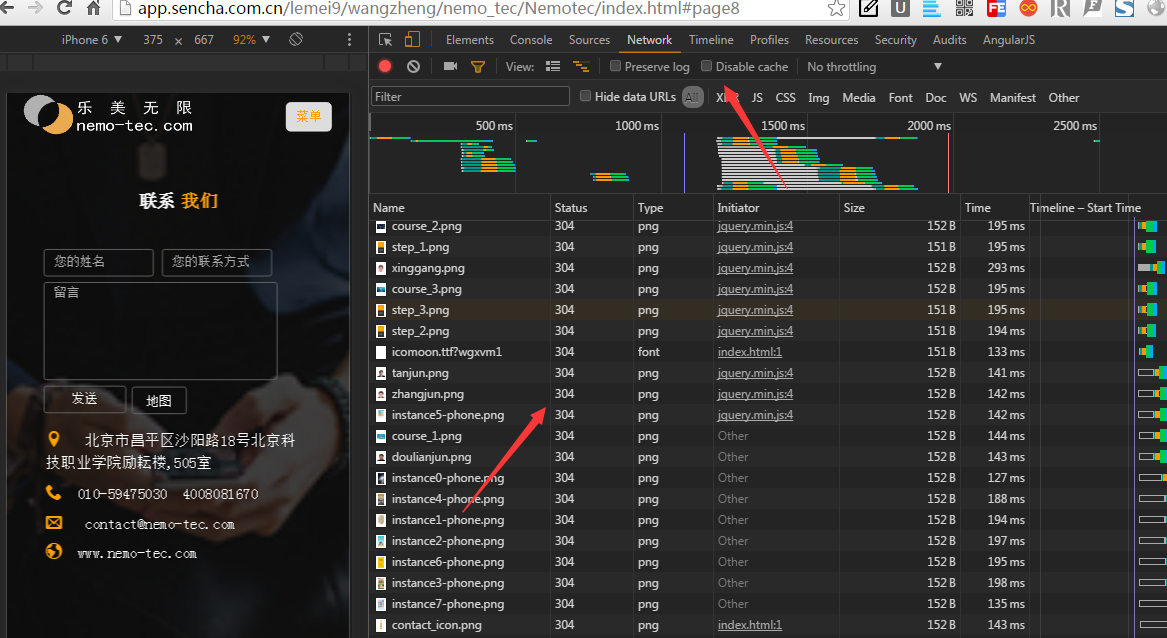 app.sencha.com.cn/lemei9/wangzheng/nemo_tec/Nemotec/index.html#page8
iPhone 6 ▼ 375 × 667 92% ▼
Elements Console Sources Network Timeline Profiles Resources Security Audits AngularJS
View: Preserve log Disable cache No throttling ▼
Filter Hide data URLs All XHR JS CSS Img Media Font Doc WS Manifest Other
500 ms 1000 ms 1500 ms 2000 ms 2500 ms
Name Status Type Initiator Size Time Timeline – Start Time
course_2.png 304 png jquery.min.js:4 152 B 195 ms
step_1.png 304 png jquery.min.js:4 151 B 195 ms
xinggang.png 304 png jquery.min.js:4 152 B 293 ms
course_3.png 304 png jquery.min.js:4 152 B 195 ms
step_3.png 304 png jquery.min.js:4 151 B 195 ms
step_2.png 304 png jquery.min.js:4 151 B 194 ms
icomoon.ttf?wgxvm1 304 font index.html:1 151 B 133 ms
tanjun.png 304 png jquery.min.js:4 152 B 141 ms
zhangjun.png 304 png jquery.min.js:4 152 B 142 ms
instance5-phone.png 304 png jquery.min.js:4 152 B 142 ms
course_1.png 304 png Other 152 B 144 ms
doulianjun.png 304 png Other 152 B 143 ms
instance0-phone.png 304 png Other 152 B 127 ms
instance4-phone.png 304 png Other 152 B 188 ms
instance1-phone.png 304 png Other 152 B 194 ms
instance2-phone.png 304 png Other 152 B 197 ms
instance6-phone.png 304 png Other 152 B 195 ms
instance3-phone.png 304 png Other 152 B 198 ms
instance7-phone.png 304 png Other 152 B 135 ms
contact_icon.png 304 png index.html:1 152 B 143 ms
乐 美 无 限
nemo-tec.com
菜单
联系 我们
您的姓名 您的联系方式
留言
发送 地图
北京市昌平区沙阳路18号北京科
技职业学院励耘楼,505室
010-59475030 4008081670
contact@nemo-tec.com
www.nemo-tec.com